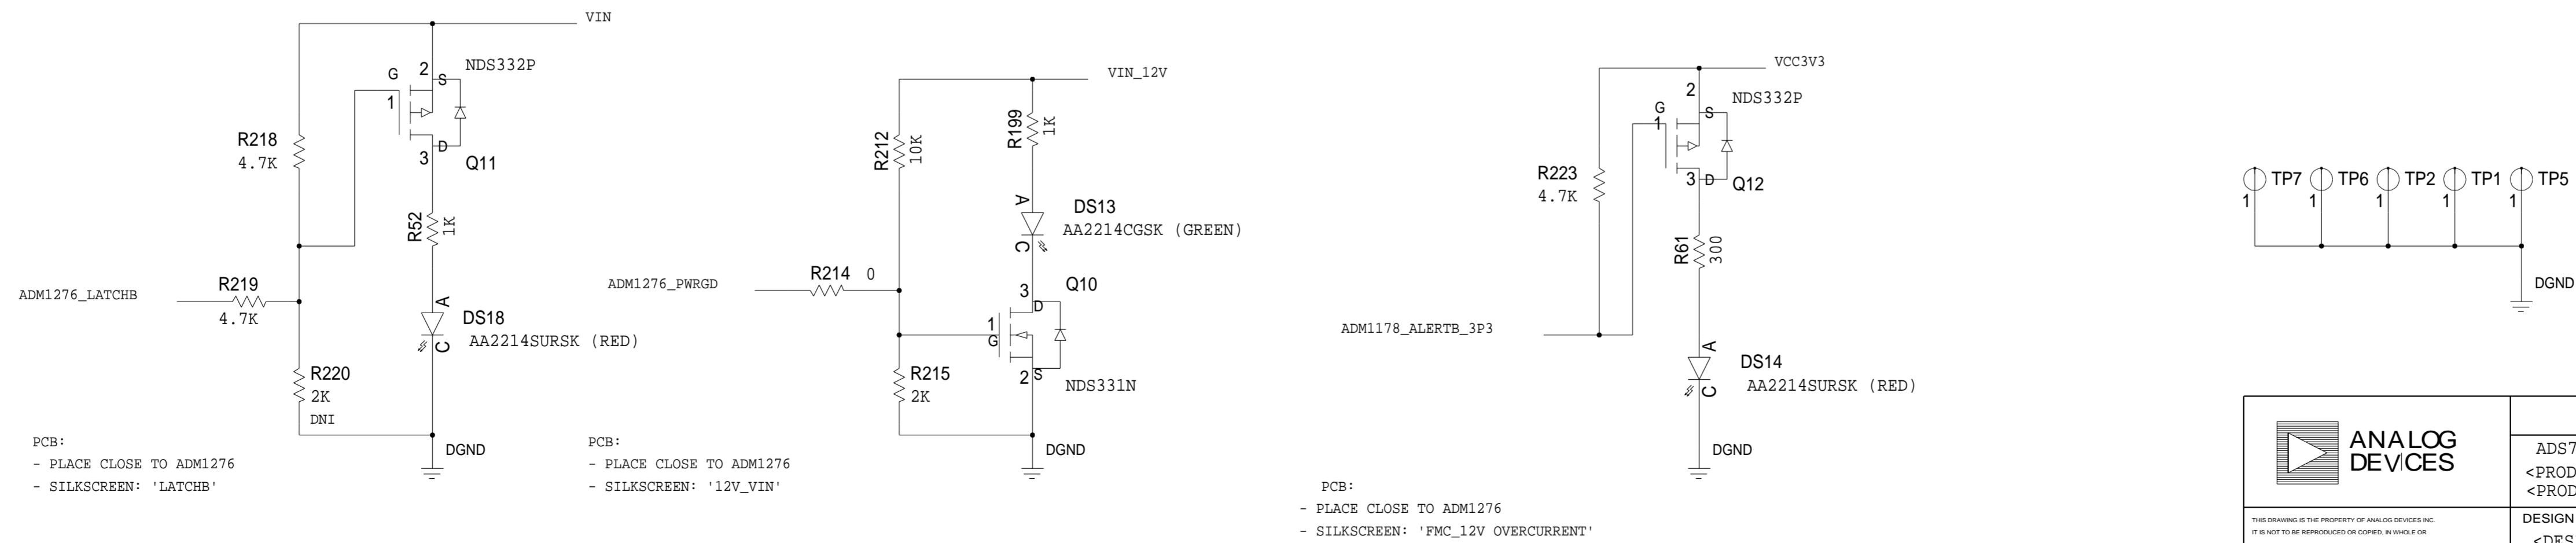 VIN
G
2
S
NDS332P
1
R218
4.7K
D
3
Q11
R52
1K
ADM1276_LATCHB
R219
4.7K
A
DS18
C
AA2214SURSK (RED)
R220
2K
DNI
DGND
PCB:
- PLACE CLOSE TO ADM1276
- SILKSCREEN: 'LATCHB'
VIN_12V
R199
1K
R212
10K
A
DS13
AA2214CGSK (GREEN)
C
ADM1276_PWRGD
R214 0
Q10
3
D
1
G
R215
2K
2
S
NDS331N
DGND
PCB:
- PLACE CLOSE TO ADM1276
- SILKSCREEN: '12V_VIN'
VCC3V3
2
NDS332P
G
S
1
R223
4.7K
3
D
Q12
R61
300
ADM1178_ALERTB_3P3
A
DS14
C
AA2214SURSK (RED)
DGND
PCB:
- PLACE CLOSE TO ADM1276
- SILKSCREEN: 'FMC_12V OVERCURRENT'
TP7 TP6 TP2 TP1 TP5
1 1 1 1 1
DGND
ANALOG
DEVICES
ADS7
<PROD
<PROD
THIS DRAWING IS THE PROPERTY OF ANALOG DEVICES INC.
IT IS NOT TO BE REPRODUCED OR COPIED, IN WHOLE OR
DESIGN
<DES